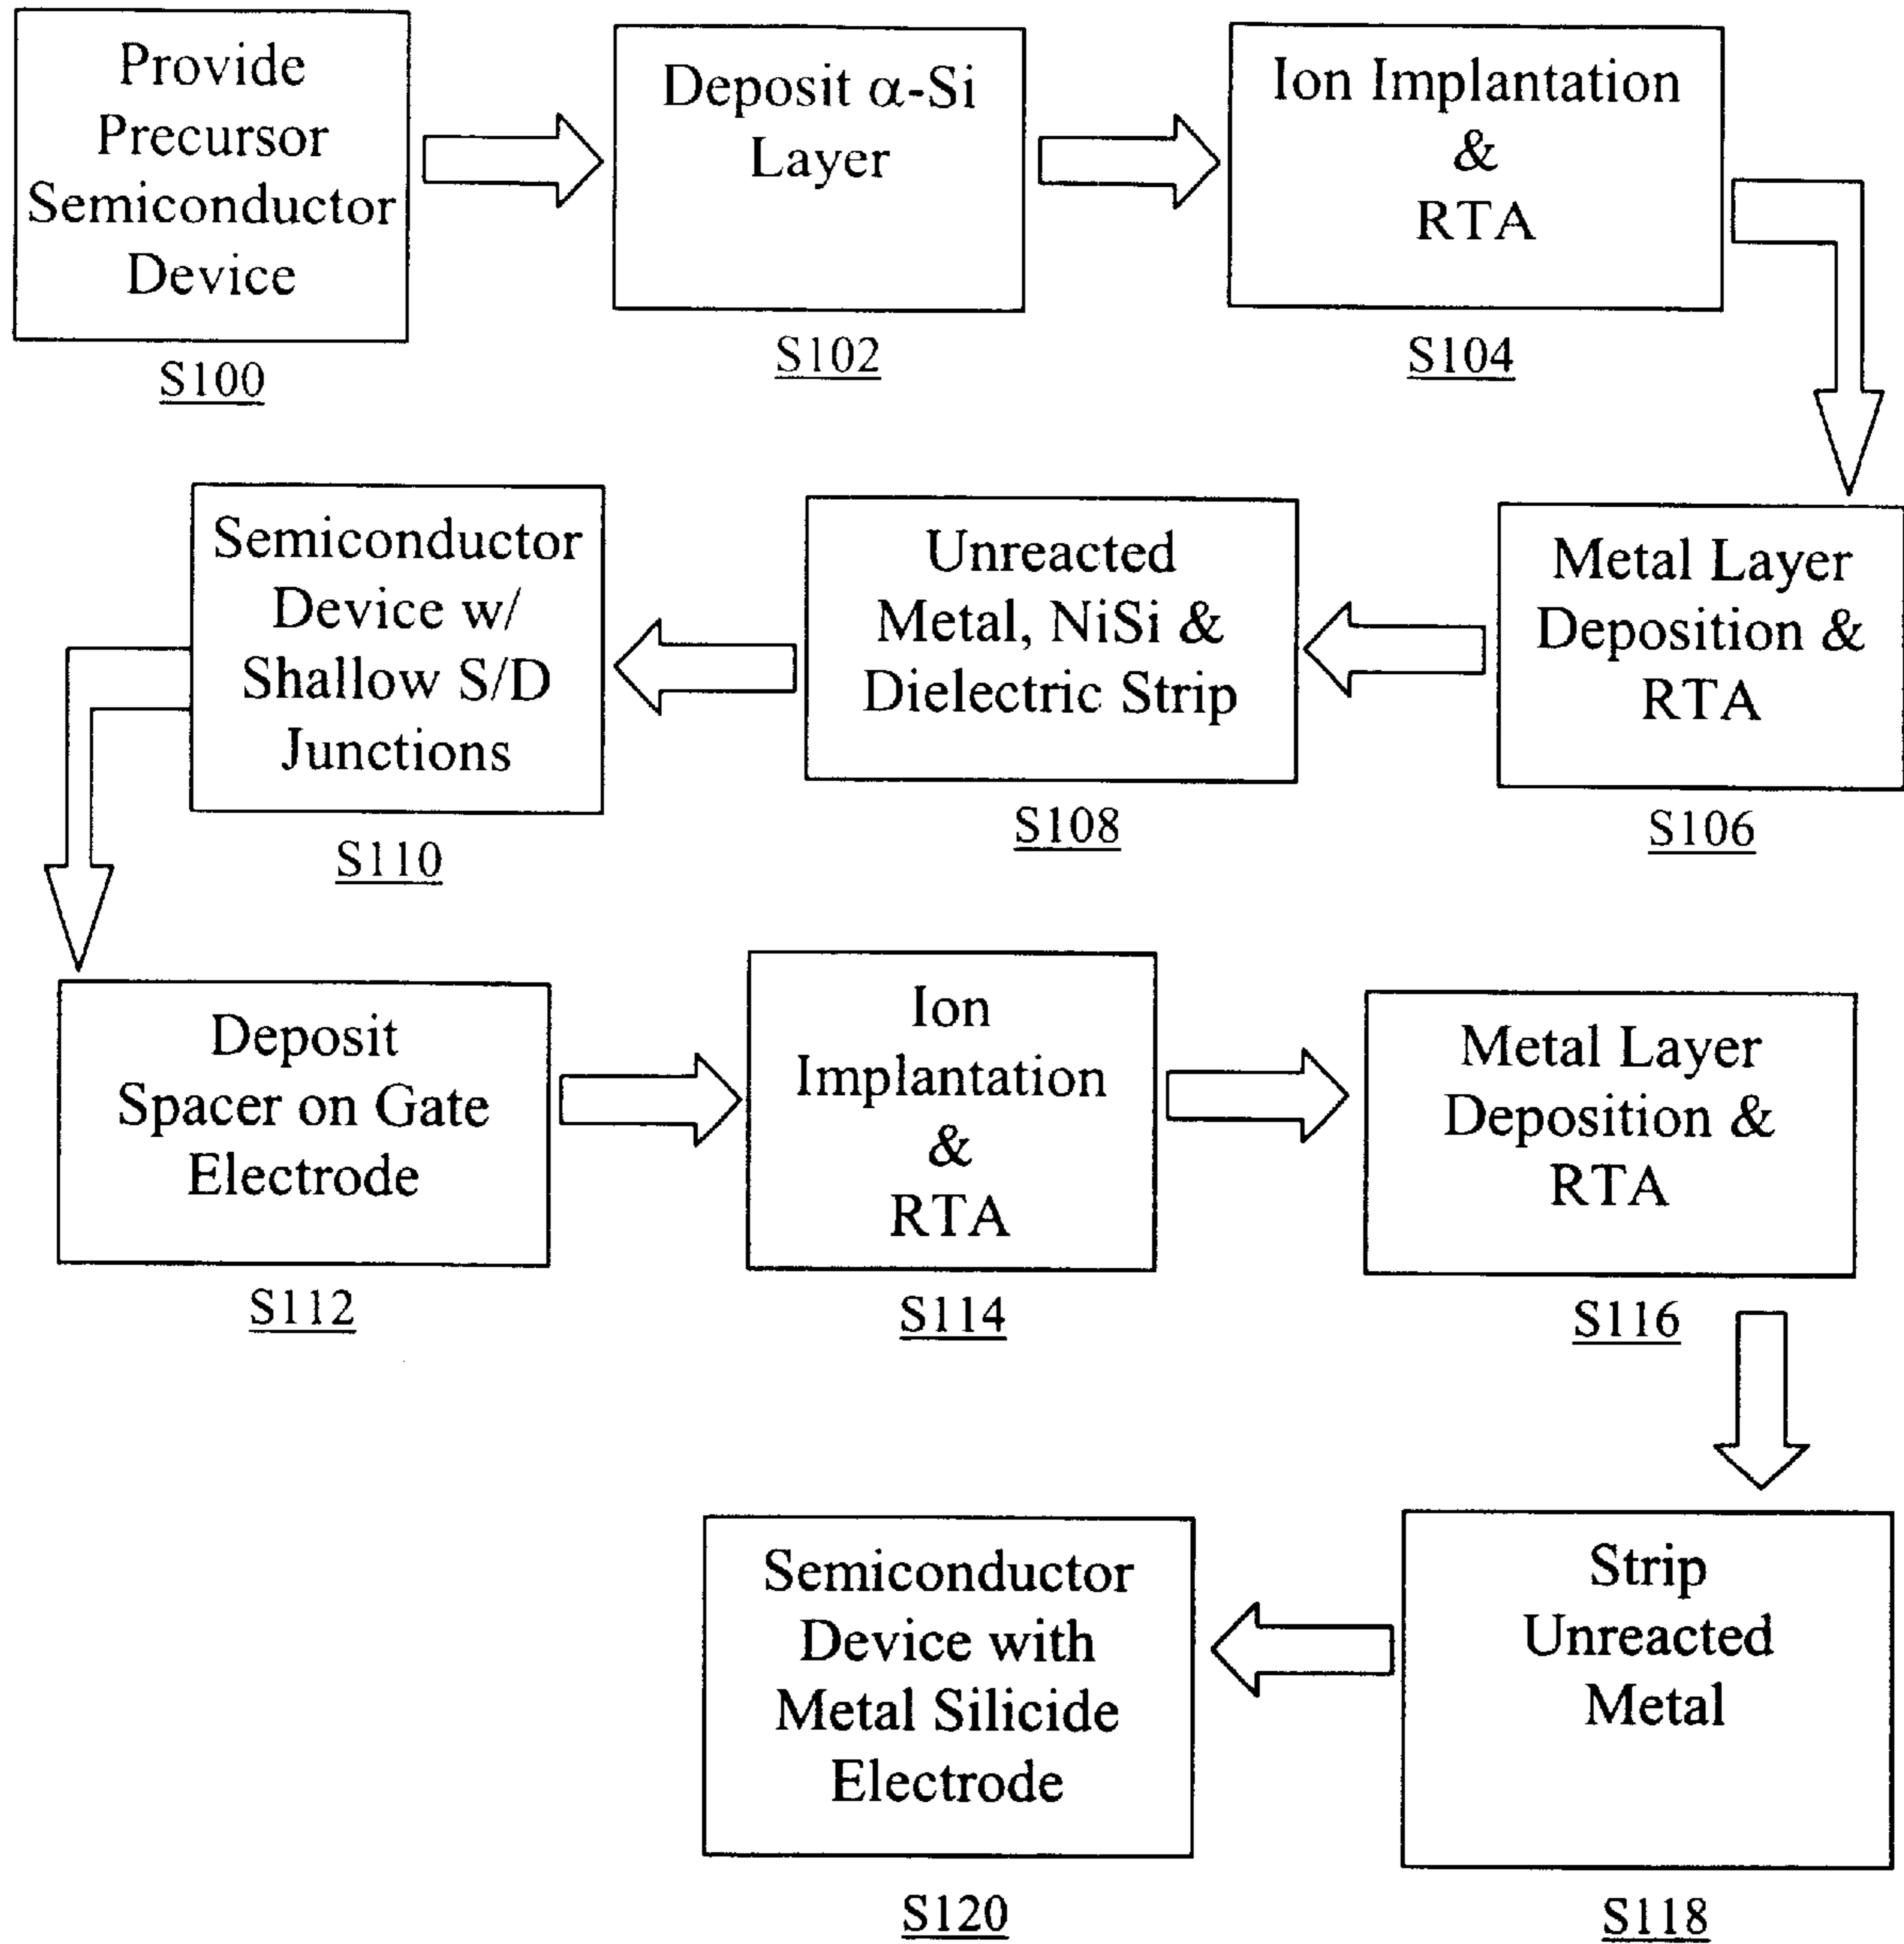 Provide
Precursor
Semiconductor
Device
S100
Deposit α-Si
Layer
S102
Ion Implantation
&
RTA
S104
Metal Layer
Deposition &
RTA
S106
Unreacted
Metal, NiSi &
Dielectric Strip
S108
Semiconductor
Device w/
Shallow S/D
Junctions
S110
Deposit
Spacer on Gate
Electrode
S112
Ion
Implantation
&
RTA
S114
Metal Layer
Deposition &
RTA
S116
Strip
Unreacted
Metal
S118
Semiconductor
Device with
Metal Silicide
Electrode
S120